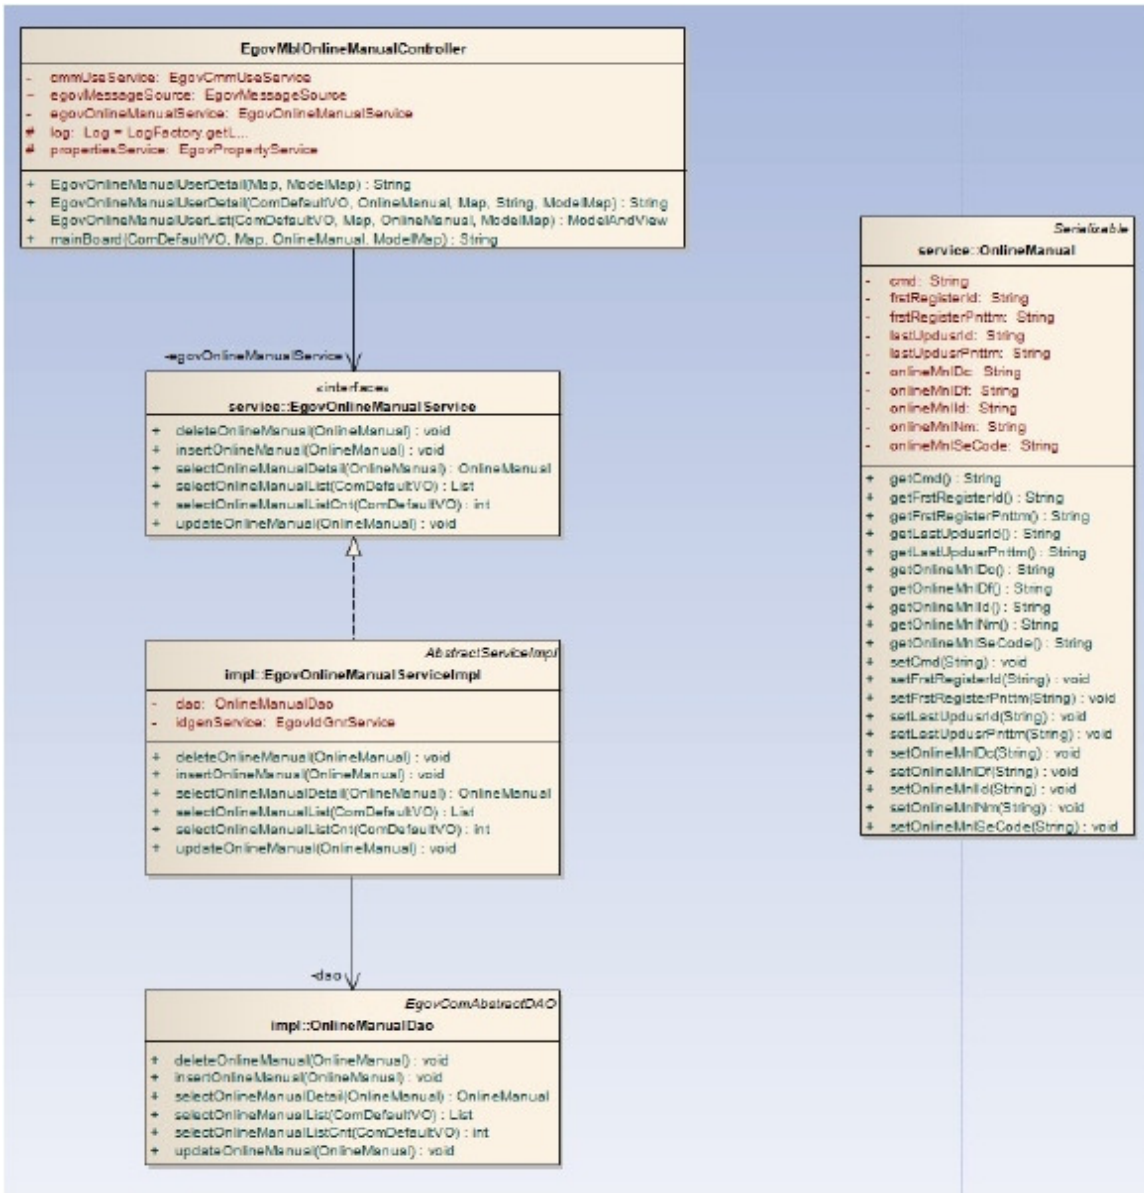 EgovMblOnlineManualController
- cmmUseService: EgovCmmUseService
- egovMessageSource: EgovMessageSource
- egovOnlineManualService: EgovOnlineManualService
# log: Log = LogFactory.getL...
# propertiesService: EgovPropertyService
+ EgovOnlineManualUserDetail(Map, ModelMap) : String
+ EgovOnlineManualUserDetail(ComDefaultVO, OnlineManual, Map, String, ModelMap) : String
+ EgovOnlineManualUserList(ComDefaultVO, Map, OnlineManual, ModelMap) : ModelAndView
+ mainBoard(ComDefaultVO, Map, OnlineManual, ModelMap) : String
-egovOnlineManualService
«interface»
service::EgovOnlineManualService
+ deleteOnlineManual(OnlineManual) : void
+ insertOnlineManual(OnlineManual) : void
+ selectOnlineManualDetail(OnlineManual) : OnlineManual
+ selectOnlineManualList(ComDefaultVO) : List
+ selectOnlineManualListCnt(ComDefaultVO) : int
+ updateOnlineManual(OnlineManual) : void
AbstractServiceImpl
impl::EgovOnlineManualServiceImpl
- dao: OnlineManualDao
- idgenService: EgovIdGnrService
+ deleteOnlineManual(OnlineManual) : void
+ insertOnlineManual(OnlineManual) : void
+ selectOnlineManualDetail(OnlineManual) : OnlineManual
+ selectOnlineManualList(ComDefaultVO) : List
+ selectOnlineManualListCnt(ComDefaultVO) : int
+ updateOnlineManual(OnlineManual) : void
-dao
EgovComAbstractDAO
impl::OnlineManualDao
+ deleteOnlineManual(OnlineManual) : void
+ insertOnlineManual(OnlineManual) : void
+ selectOnlineManualDetail(OnlineManual) : OnlineManual
+ selectOnlineManualList(ComDefaultVO) : List
+ selectOnlineManualListCnt(ComDefaultVO) : int
+ updateOnlineManual(OnlineManual) : void
Serializable
service::OnlineManual
- cmd: String
- frstRegisterId: String
- frstRegisterPnttm: String
- lastUpdusrId: String
- lastUpdusrPnttm: String
- onlineMnlDc: String
- onlineMnlDf: String
- onlineMnlId: String
- onlineMnlNm: String
- onlineMnlSeCode: String
+ getCmd() : String
+ getFrstRegisterId() : String
+ getFrstRegisterPnttm() : String
+ getLastUpdusrId() : String
+ getLastUpdusrPnttm() : String
+ getOnlineMnlDc() : String
+ getOnlineMnlDf() : String
+ getOnlineMnlId() : String
+ getOnlineMnlNm() : String
+ getOnlineMnlSeCode() : String
+ setCmd(String) : void
+ setFrstRegisterId(String) : void
+ setFrstRegisterPnttm(String) : void
+ setLastUpdusrId(String) : void
+ setLastUpdusrPnttm(String) : void
+ setOnlineMnlDc(String) : void
+ setOnlineMnlDf(String) : void
+ setOnlineMnlId(String) : void
+ setOnlineMnlNm(String) : void
+ setOnlineMnlSeCode(String) : void